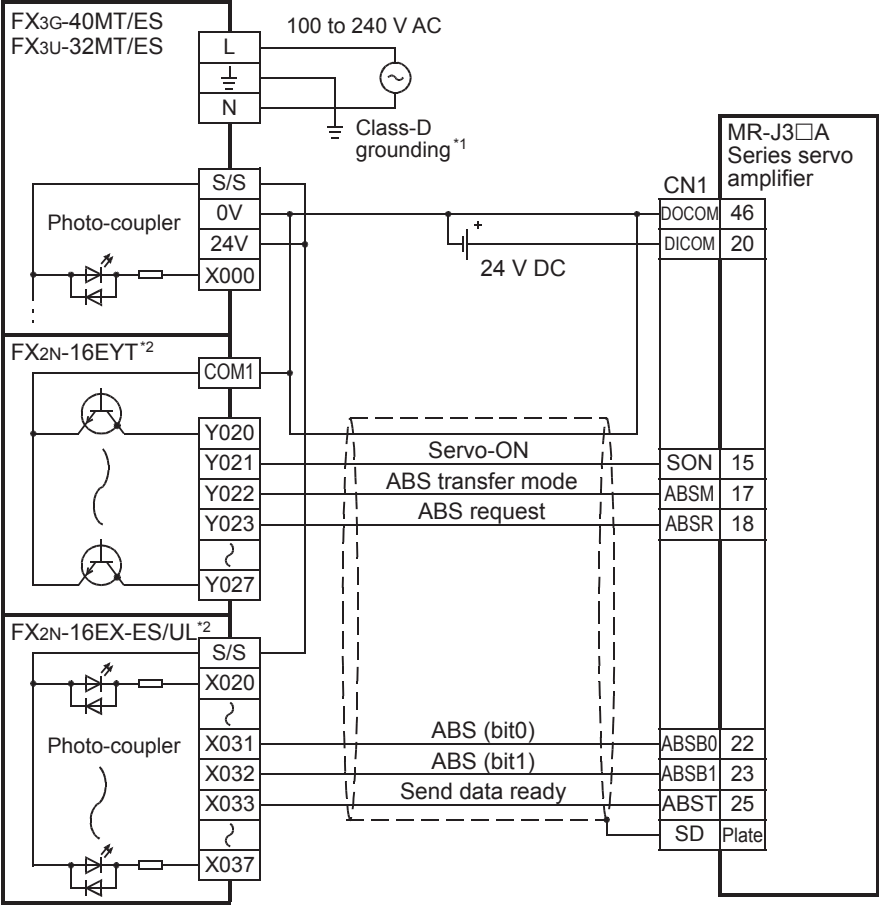 FX3G-40MT/ES
FX3U-32MT/ES
L
N
100 to 240 V AC
Class-D
grounding*1
MR-J3□A
Series servo
amplifier
CN1
S/S
0V
24V
X000
Photo-coupler
DOCOM 46
DICOM 20
+
24 V DC
FX2N-16EYT*2
COM1
Y020
Y021 Servo-ON SON 15
Y022 ABS transfer mode ABSM 17
Y023 ABS request ABSR 18
Y027
FX2N-16EX-ES/UL*2
S/S
X020
Photo-coupler
X031 ABS (bit0) ABSB0 22
X032 ABS (bit1) ABSB1 23
X033 Send data ready ABST 25
SD Plate
X037